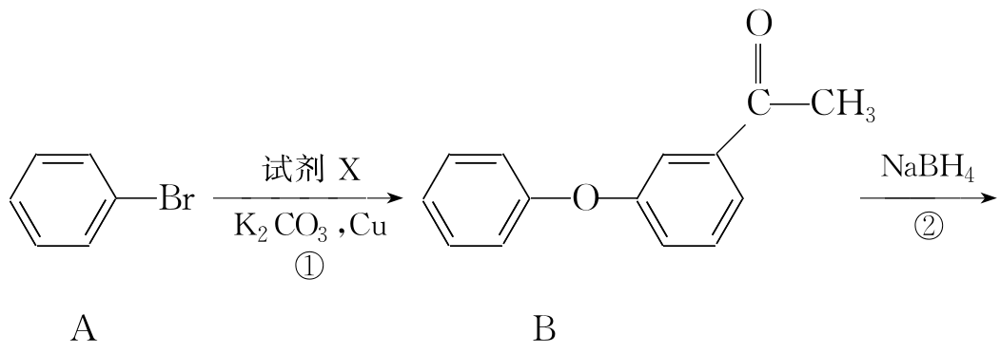 O
C—CH₃
Br
试剂 X
K₂CO₃,Cu
①
O
NaBH₄
②
A
B